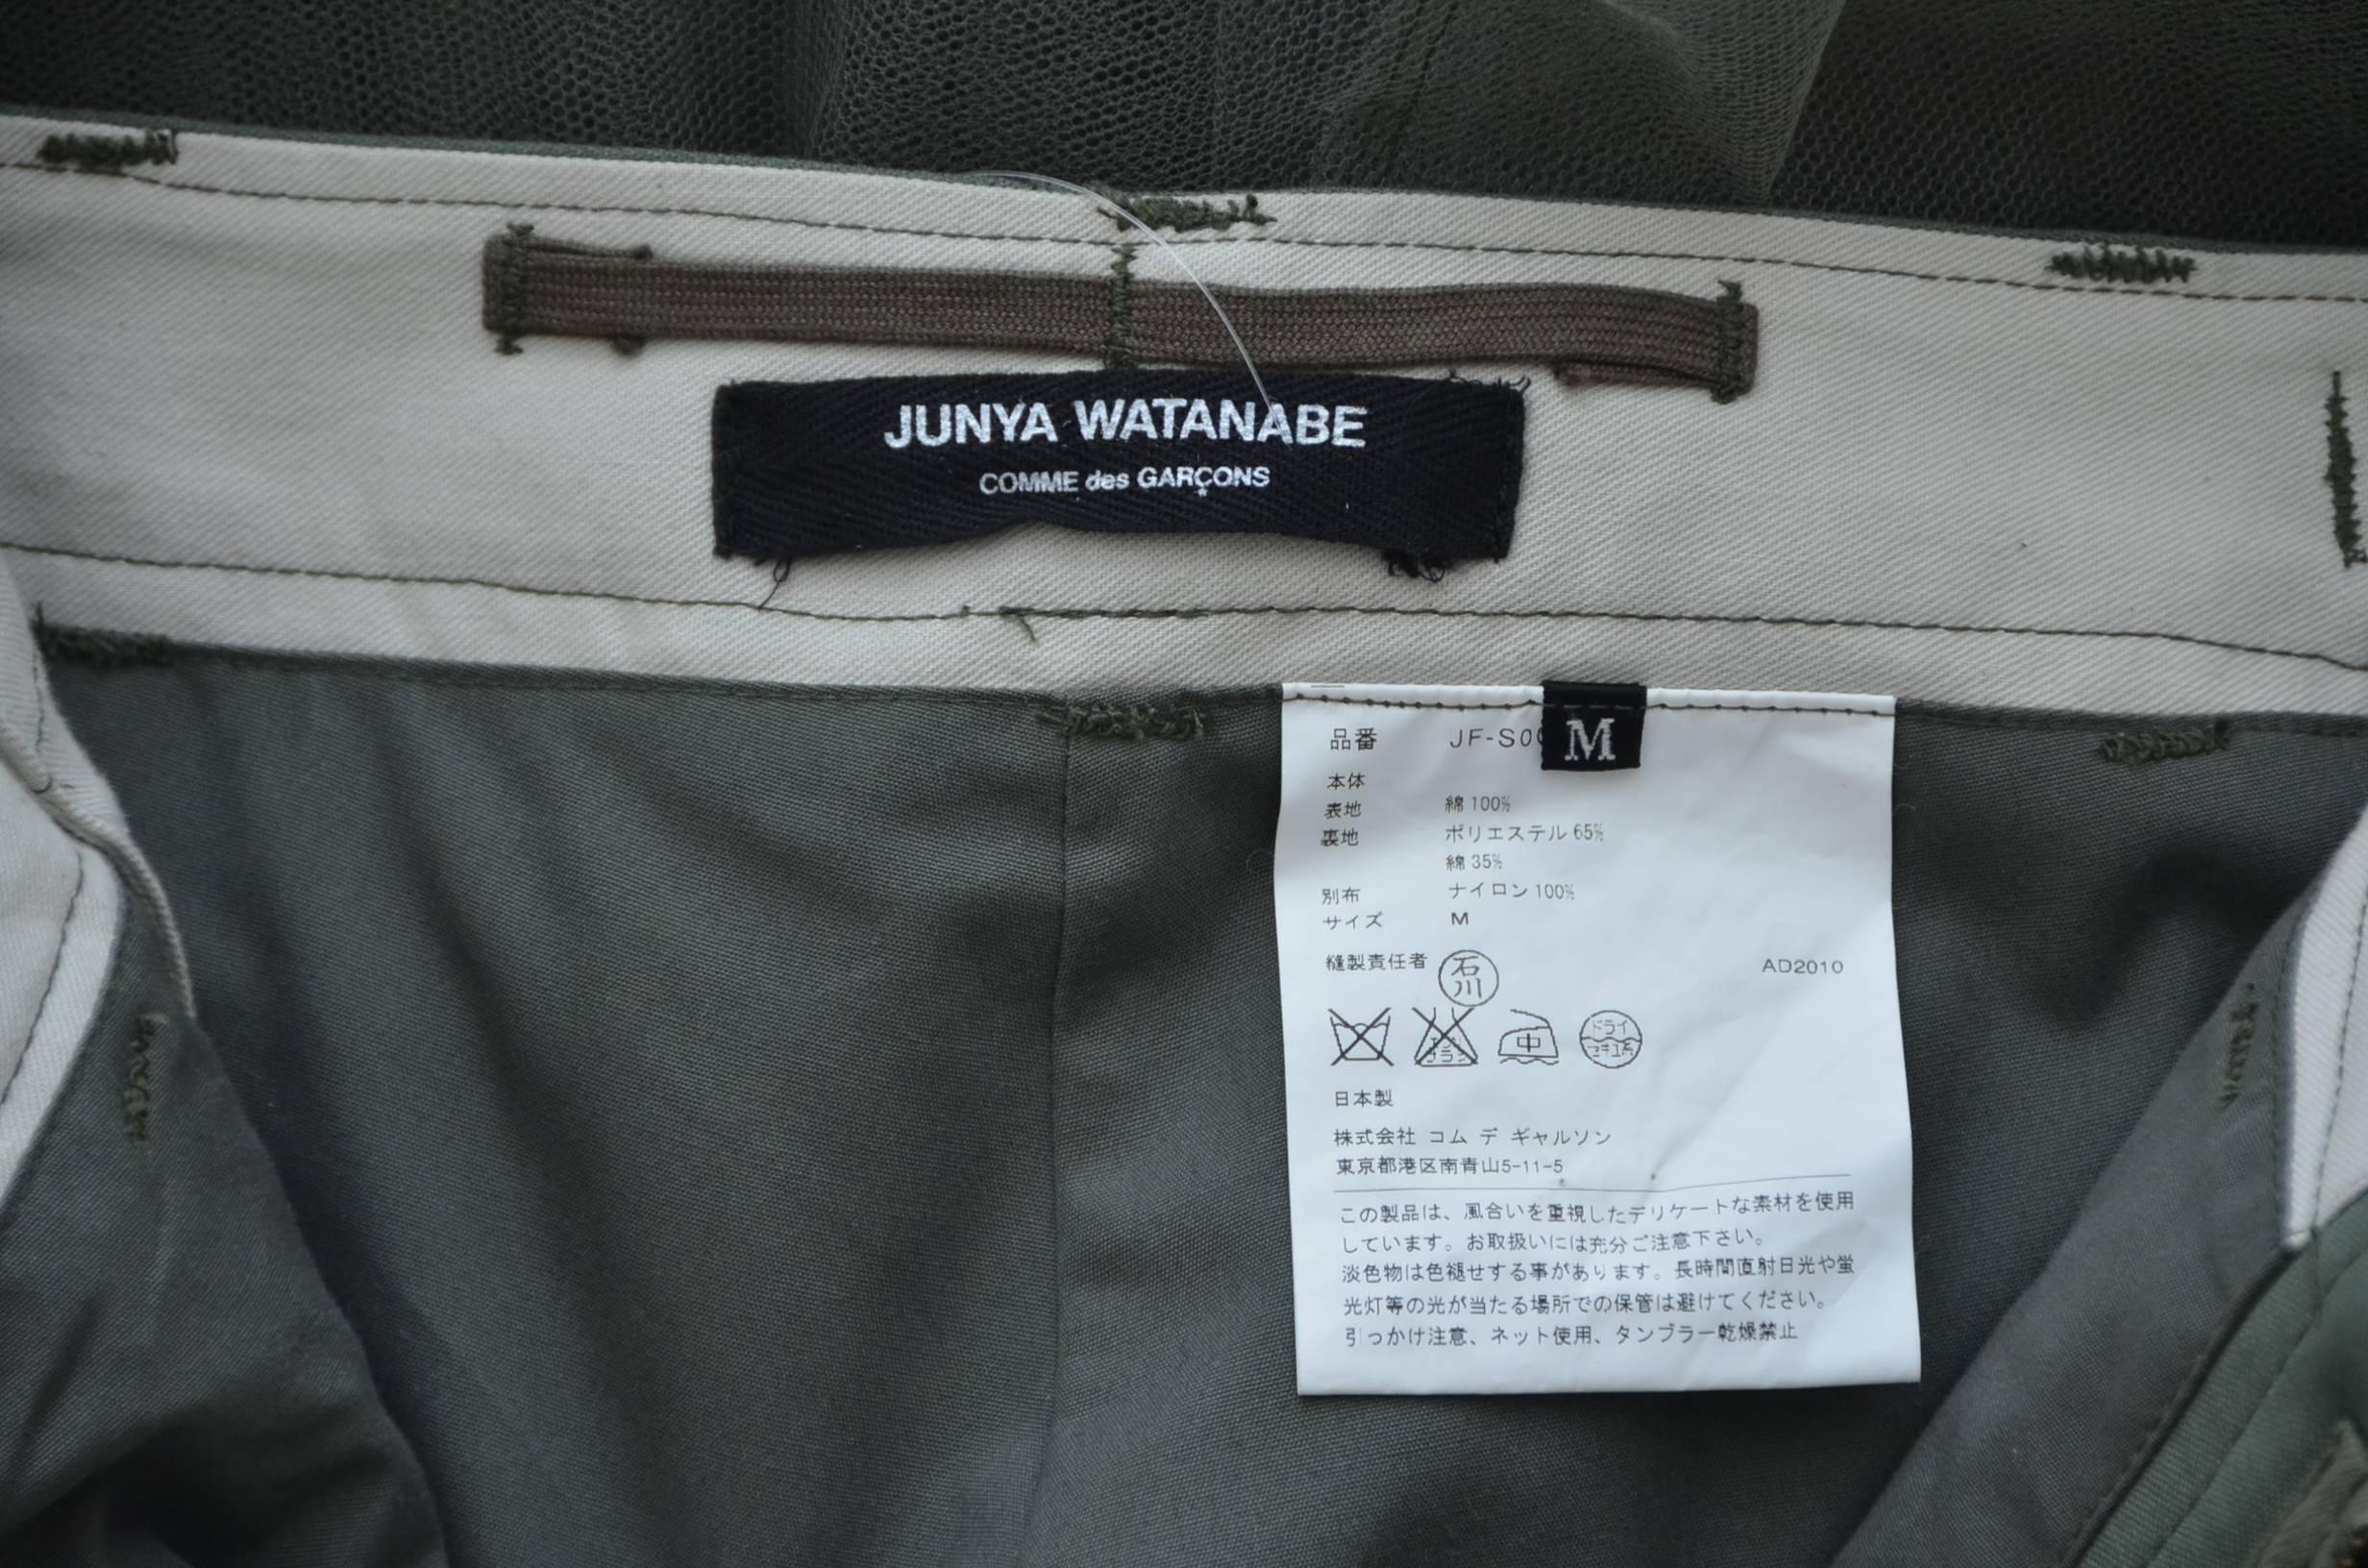 JUNYA WATANABE
COMME des GARÇONS
M
品番 JF-S0
本体
表地 綿 100%
裏地 ポリエステル 65%
綿 35%
別布 ナイロン 100%
サイズ M
縫製責任者 石川 AD2010
中 ドライ
日本製
株式会社 コム デ ギャルソン
東京都港区南青山5-11-5
この製品は、風合いを重視したデリケートな素材を使用
しています。お取扱いには充分ご注意下さい。
淡色物は色褪せする事があります。長時間直射日光や蛍
光灯等の光が当たる場所での保管は避けてください。
引っかけ注意、ネット使用、タンブラー乾燥禁止